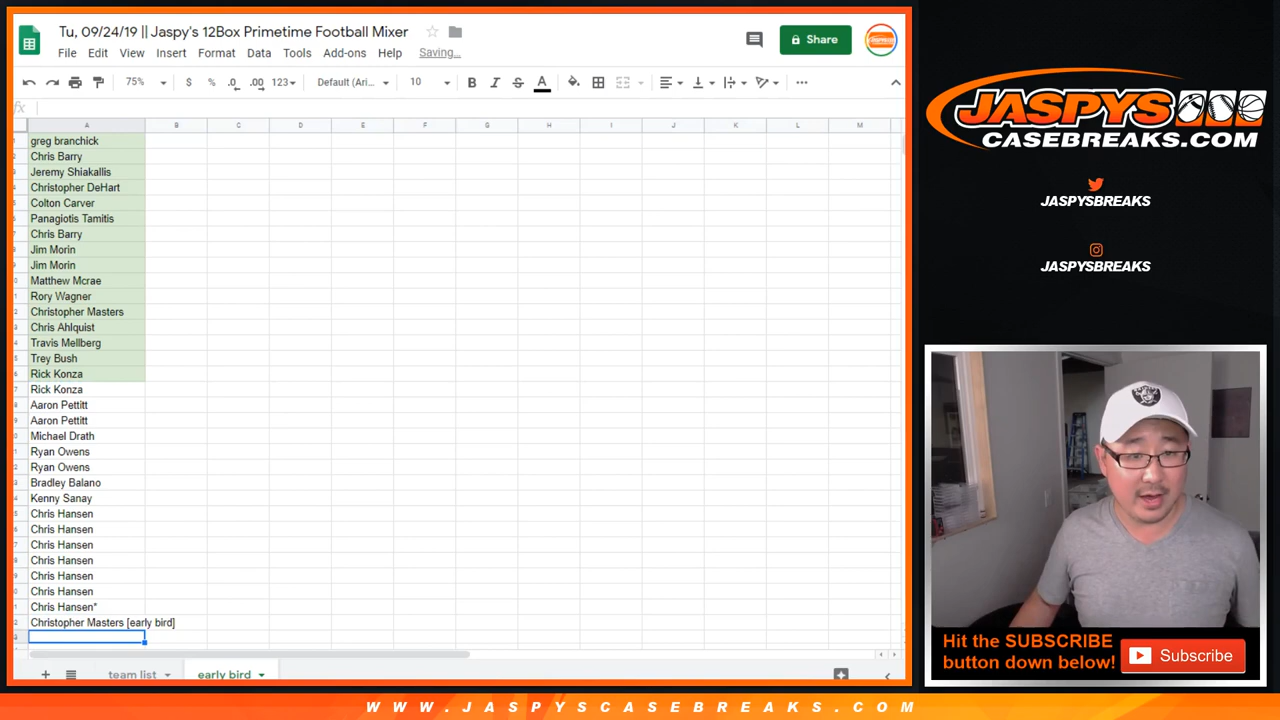 Tu, 09/24/19 || Jaspy's 12Box Primetime Football Mixer
File Edit View Insert Format Data Tools Add-ons Help Saving...
Share
75% $ % .0 .00 123 Default (Ari... 10 B I S A
fx
A B C D E F G H I J K L M
greg branchick
Chris Barry
Jeremy Shiakallis
Christopher DeHart
Colton Carver
Panagiotis Tamitis
Chris Barry
Jim Morin
Jim Morin
Matthew Mcrae
Rory Wagner
Christopher Masters
Chris Ahlquist
Travis Mellberg
Trey Bush
Rick Konza
Rick Konza
Aaron Pettitt
Aaron Pettitt
Michael Drath
Ryan Owens
Ryan Owens
Bradley Balano
Kenny Sanay
Chris Hansen
Chris Hansen
Chris Hansen
Chris Hansen
Chris Hansen
Chris Hansen
Chris Hansen*
Christopher Masters [early bird]
team list early bird
JASPYS
CASEBREAKS.COM
JASPYSBREAKS
JASPYSBREAKS
Hit the SUBSCRIBE
button down below!
Subscribe
WWW.JASPYSCASEBREAKS.COM